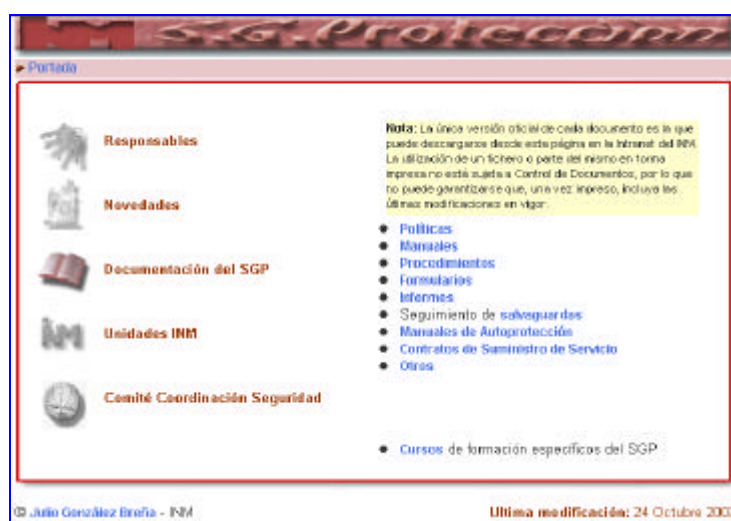 INM S.G.Protección
Portada
Responsables
Novedades
Documentación del SGP
Unidades INM
Comité Coordinación Seguridad
Nota: La única versión oficial de cada documento es la que
puede descargarse desde esta página en la Intranet del INM.
La utilización de un fichero o parte del mismo en forma
impresa no está sujeta a Control de Documentos, por lo que
no puede garantizarse que, una vez impreso, incluya las
últimas modificaciones en vigor.
Políticas
Manuales
Procedimientos
Formularios
Informes
Seguimiento de salvaguardas
Manuales de Autoprotección
Contratos de Suministro de Servicio
Otros
Cursos de formación específicos del SGP
© Julio González Breña - INM
Ultima modificación: 24 Octubre